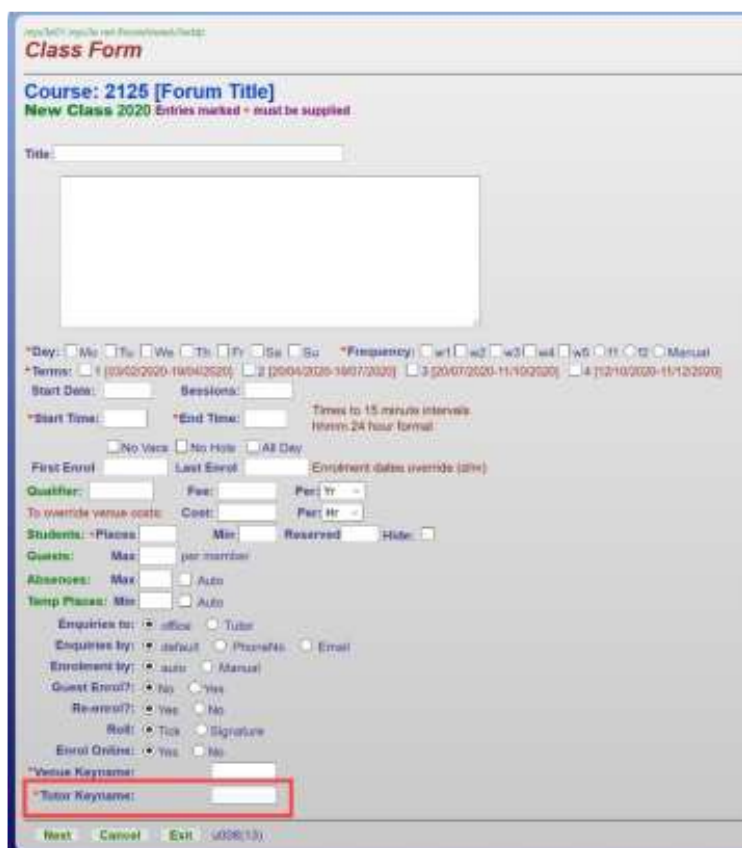 Class Form
Course: 2125 [Forum Title]
New Class 2020 Entries marked * must be supplied
Title:
*Day: Mo Tu We Th Fr Sa Su *Frequency: w1 w2 w3 w4 w5 f1 f2 Manual
*Terms: 1 [03/02/2020-19/04/2020] 2 [20/04/2020-19/07/2020] 3 [20/07/2020-11/10/2020] 4 [12/10/2020-11/12/2020]
Start Date: Sessions:
*Start Time: *End Time: Times to 15 minute intervals
hhmm 24 hour format
No Vacs No Hols All Day
First Enrol Last Enrol Enrolment dates override (d/m)
Qualifier: Fee: Per: Yr
To override venue costs: Cost: Per: Hr
Students: *Places Min Reserved Hide:
Guests: Max per member
Absences: Max Auto
Temp Places: Min Auto
Enquiries to: office Tutor
Enquiries by: default PhoneNo Email
Enrolment by: auto Manual
Guest Enrol?: No Yes
Re-enrol?: Yes No
Roll: Tick Signature
Enrol Online: Yes No
*Venue Keyname:
*Tutor Keyname:
Next Cancel Exit u008(13)